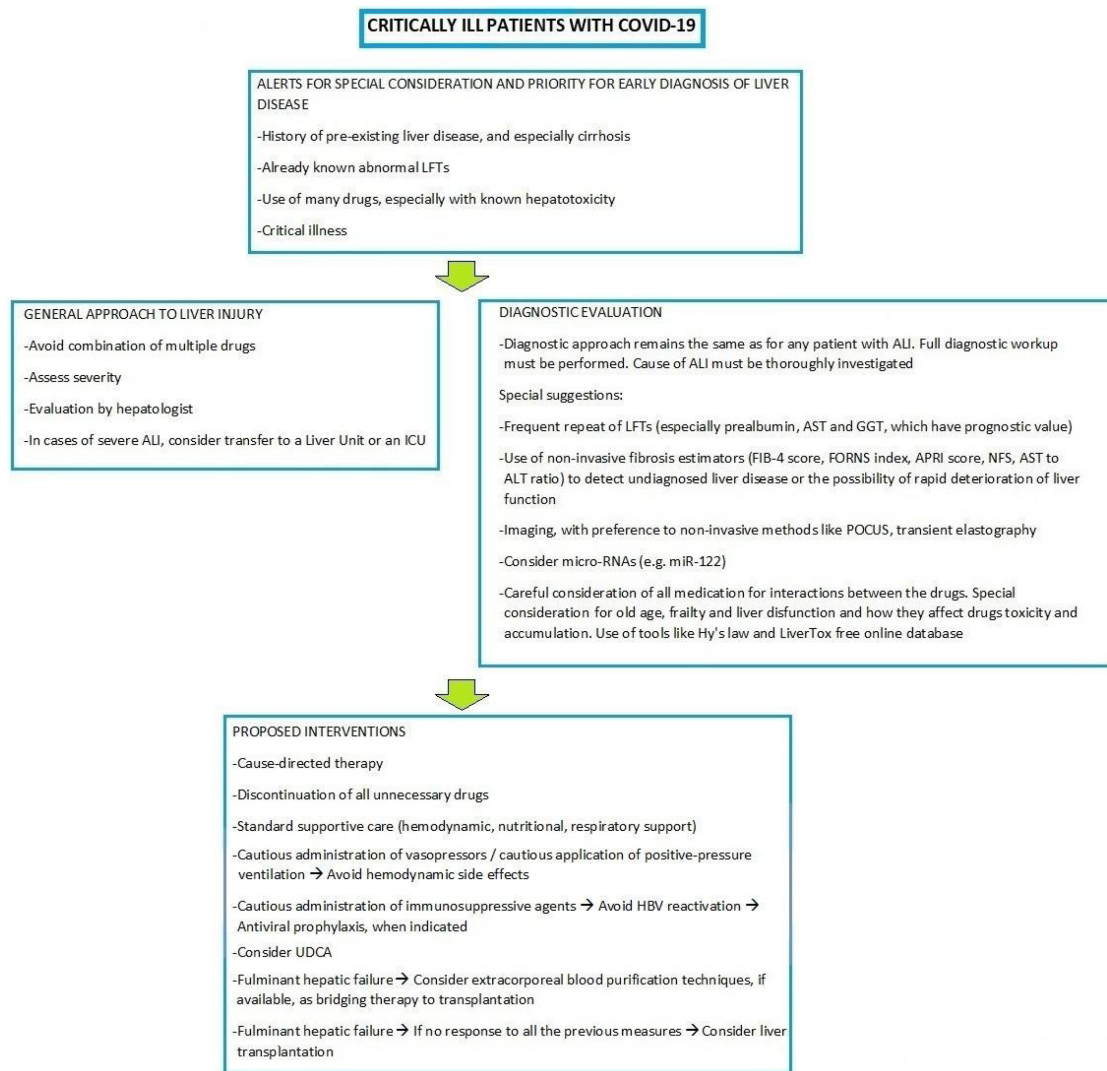 CRITICALLY ILL PATIENTS WITH COVID-19
ALERTS FOR SPECIAL CONSIDERATION AND PRIORITY FOR EARLY DIAGNOSIS OF LIVER
DISEASE
-History of pre-existing liver disease, and especially cirrhosis
-Already known abnormal LFTs
-Use of many drugs, especially with known hepatotoxicity
-Critical illness
GENERAL APPROACH TO LIVER INJURY
-Avoid combination of multiple drugs
-Assess severity
-Evaluation by hepatologist
-In cases of severe ALI, consider transfer to a Liver Unit or an ICU
DIAGNOSTIC EVALUATION
-Diagnostic approach remains the same as for any patient with ALI. Full diagnostic workup
must be performed. Cause of ALI must be thoroughly investigated
Special suggestions:
-Frequent repeat of LFTs (especially prealbumin, AST and GGT, which have prognostic value)
-Use of non-invasive fibrosis estimators (FIB-4 score, FORNS index, APRI score, NFS, AST to
ALT ratio) to detect undiagnosed liver disease or the possibility of rapid deterioration of liver
function
-Imaging, with preference to non-invasive methods like POCUS, transient elastography
-Consider micro-RNAs (e.g. miR-122)
-Careful consideration of all medication for interactions between the drugs. Special
consideration for old age, frailty and liver disfunction and how they affect drugs toxicity and
accumulation. Use of tools like Hy's law and LiverTox free online database
PROPOSED INTERVENTIONS
-Cause-directed therapy
-Discontinuation of all unnecessary drugs
-Standard supportive care (hemodynamic, nutritional, respiratory support)
-Cautious administration of vasopressors / cautious application of positive-pressure
ventilation → Avoid hemodynamic side effects
-Cautious administration of immunosuppressive agents → Avoid HBV reactivation →
Antiviral prophylaxis, when indicated
-Consider UDCA
-Fulminant hepatic failure → Consider extracorporeal blood purification techniques, if
available, as bridging therapy to transplantation
-Fulminant hepatic failure → If no response to all the previous measures → Consider liver
transplantation